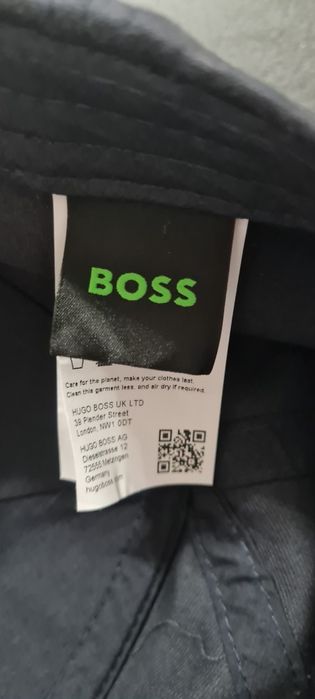 BOSS
Care for the planet, make your clothes last.
Clean this garment less, and air dry if required.
HUGO BOSS UK LTD
39 Plender Street
London, NW1 0DT
HUGO BOSS AG
Dieselstrasse 12
72555 Metzingen
Germany
hugoboss.com